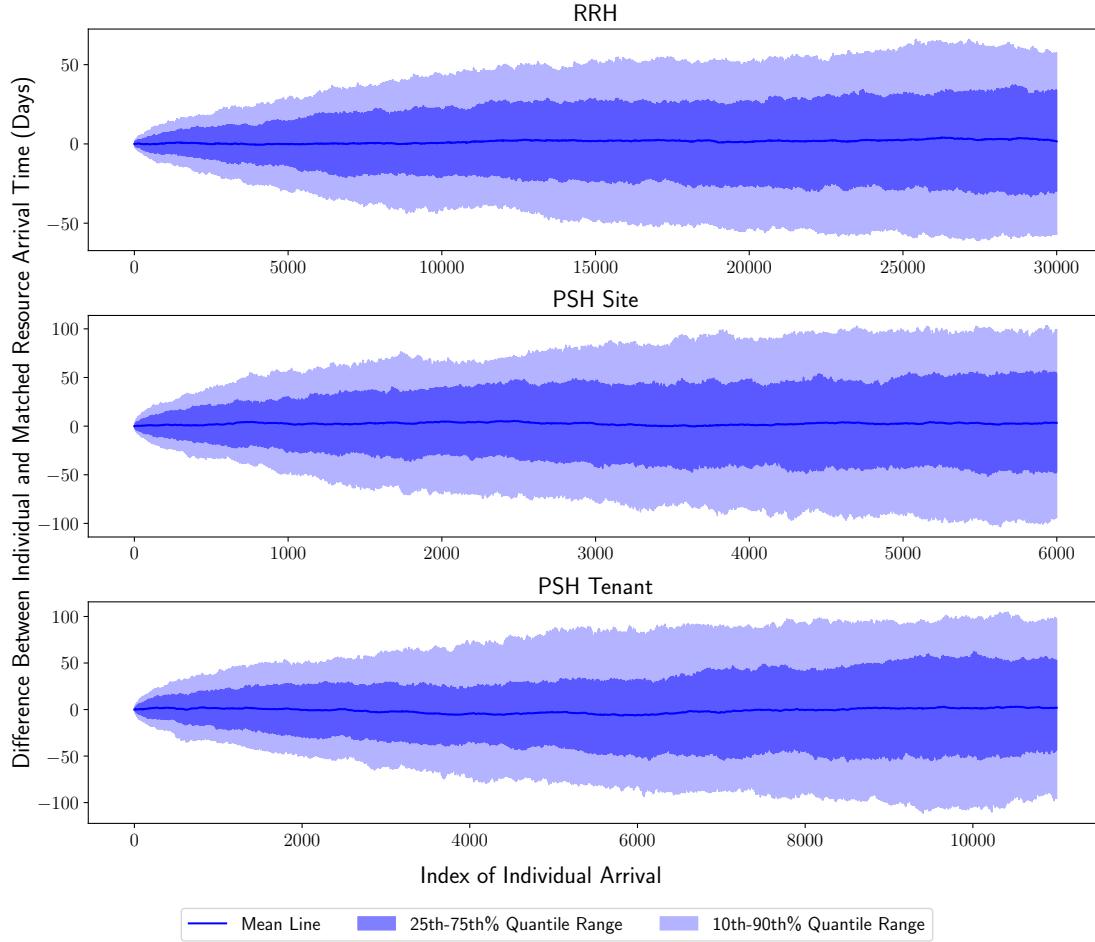 RRH
50
0
−50
0 5000 10000 15000 20000 25000 30000
PSH Site
100
50
0
−50
−100
0 1000 2000 3000 4000 5000 6000
PSH Tenant
100
50
0
−50
−100
0 2000 4000 6000 8000 10000
Difference Between Individual and Matched Resource Arrival Time (Days)
Index of Individual Arrival
Mean Line 25th-75th% Quantile Range 10th-90th% Quantile Range